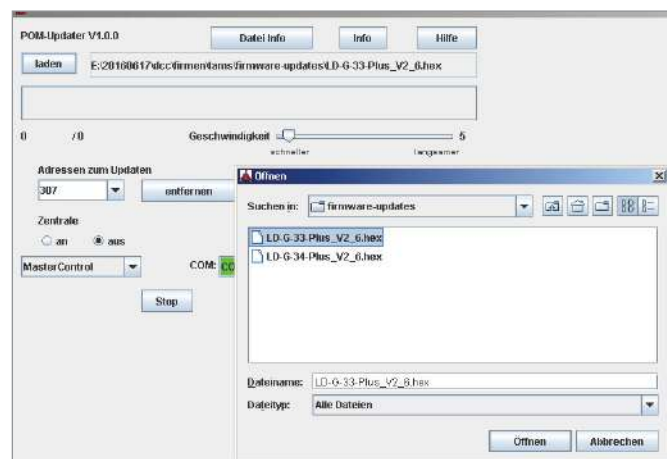 POM-Updater V1.0.0
Datei Info
Info
Hilfe
laden
E:\20160617\dcc\firmen\tams\firmware-updates\LD-G-33-Plus_V2_6.hex
0 / 0
Geschwindigkeit
5
schneller
langsamer
Adressen zum Updaten
307
entfernen
Zentrale
an
aus
MasterControl
COM:
Stop
Öffnen
Suchen in:
firmware-updates
LD-G-33-Plus_V2_6.hex
LD-G-34-Plus_V2_6.hex
Dateiname:
LD-G-33-Plus_V2_6.hex
Dateityp:
Alle Dateien
Öffnen
Abbrechen